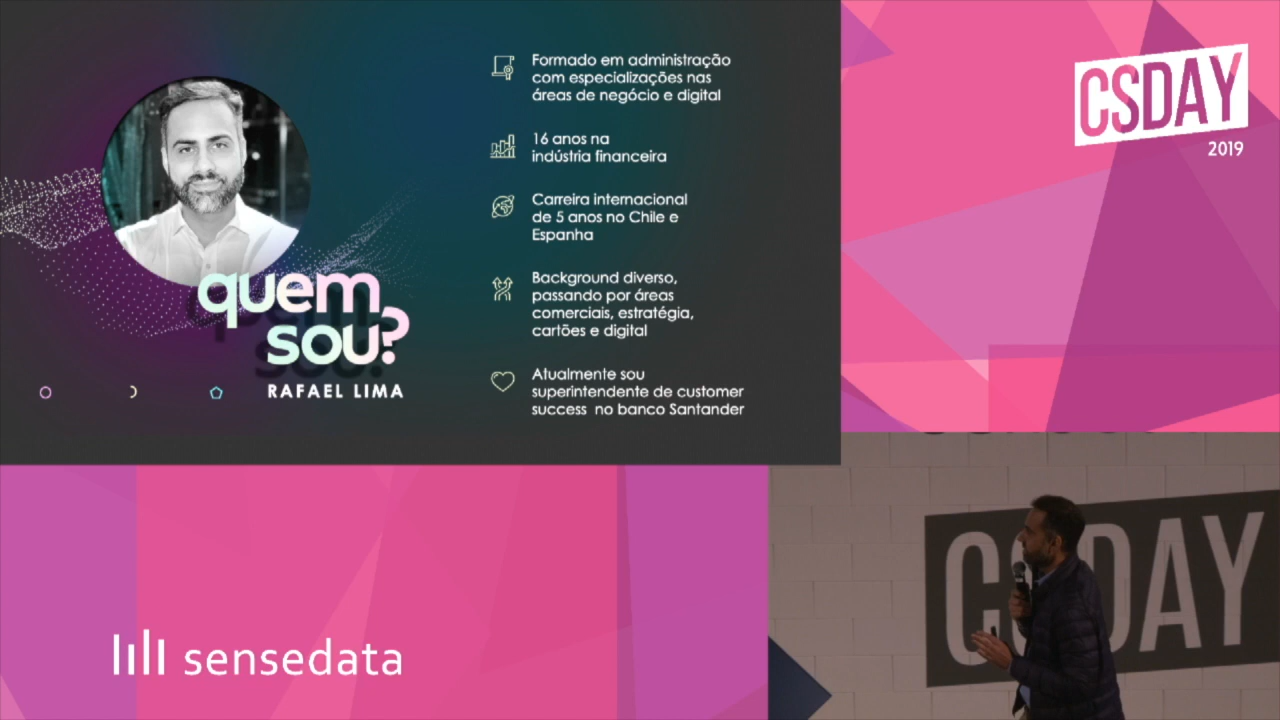 quem
sou?
RAFAEL LIMA
Formado em administração
com especializações nas
áreas de negócio e digital
16 anos na
indústria financeira
Carreira internacional
de 5 anos no Chile e
Espanha
Background diverso,
passando por áreas
comerciais, estratégia,
cartões e digital
Atualmente sou
superintendente de customer
success no banco Santander
CSDAY
2019
sensedata
CSDAY